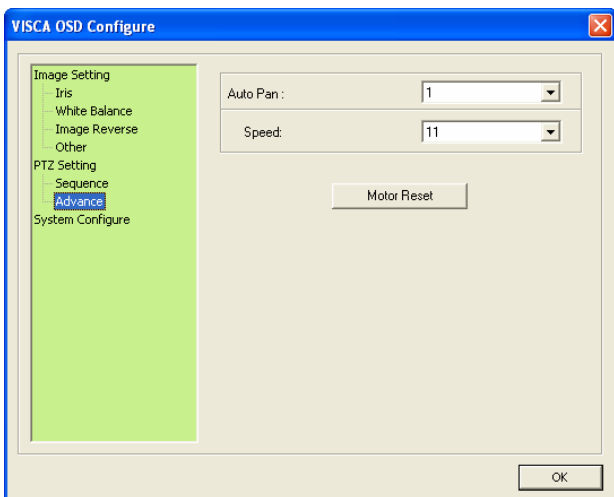 VISCA OSD Configure
Image Setting
Iris
White Balance
Image Reverse
Other
PTZ Setting
Sequence
Advance
System Configure
Auto Pan : 1
Speed: 11
Motor Reset
OK